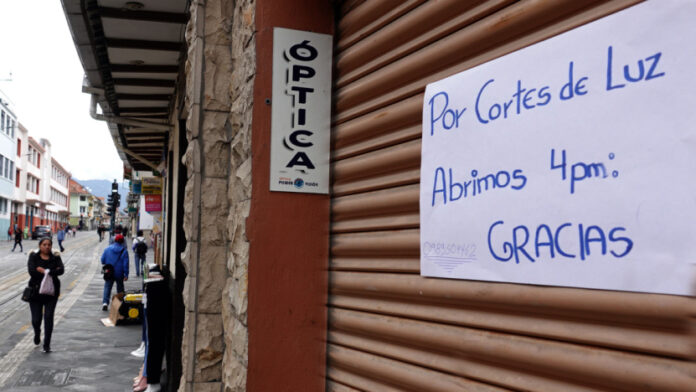 ÓPTICA
Por Cortes de Luz
Abrimos 4pm:
GRACIAS